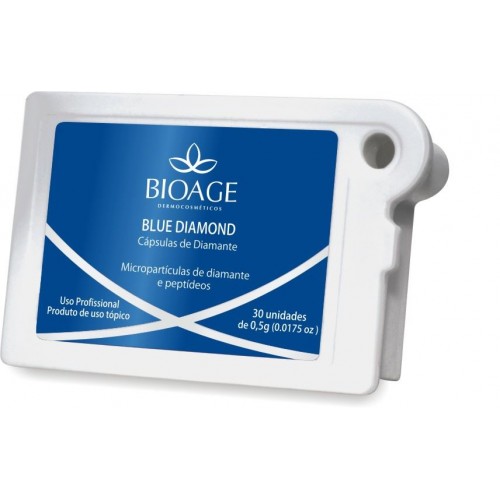 BIOAGE
DERMOCOSMÉTICOS
BLUE DIAMOND
Cápsulas de Diamante
Micropartículas de diamante
e peptídeos
Uso Profissional
Produto de uso tópico
30 unidades
de 0,5g (0.0175 oz )